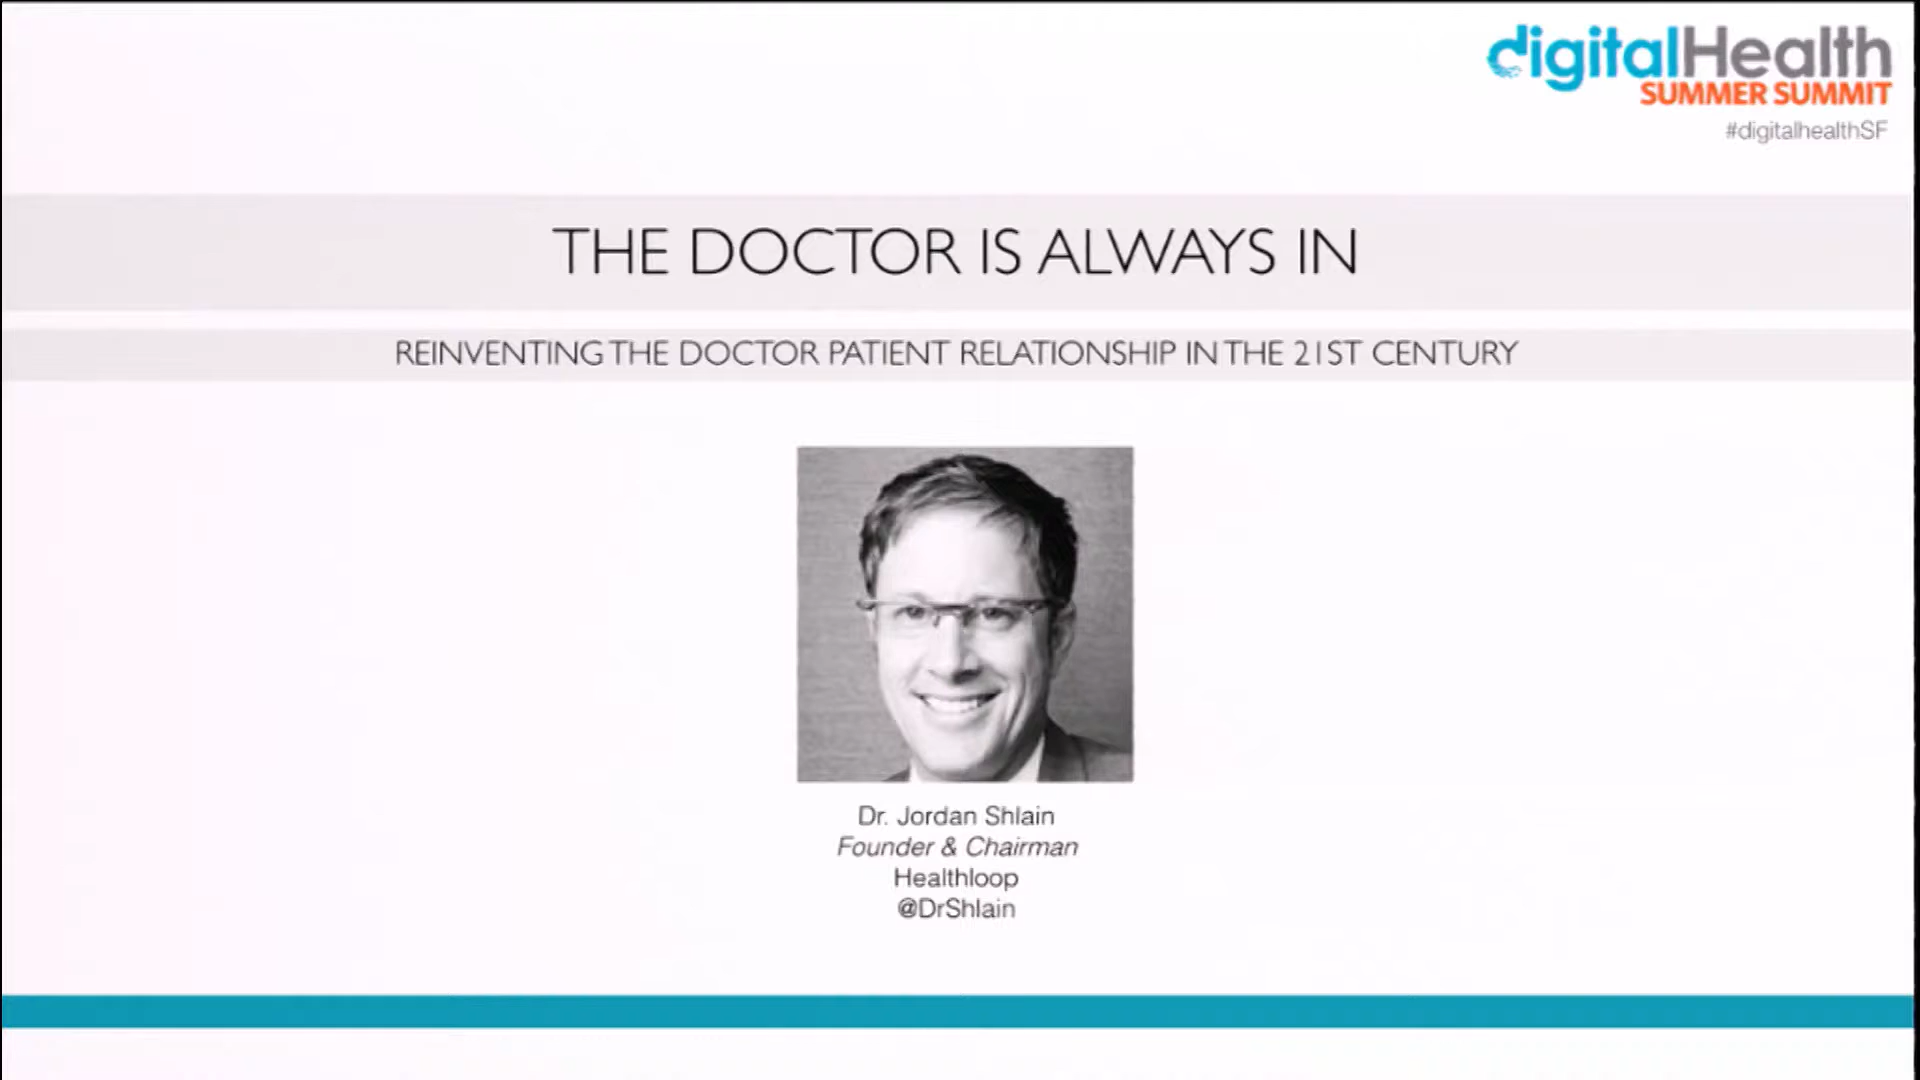 digitalHealth
SUMMER SUMMIT
#digitalhealthSF
THE DOCTOR IS ALWAYS IN
REINVENTING THE DOCTOR PATIENT RELATIONSHIP IN THE 21ST CENTURY
Dr. Jordan Shlain
Founder & Chairman
Healthloop
@DrShlain